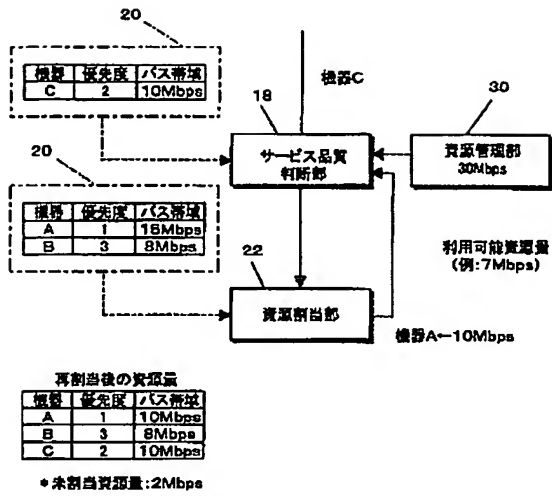 20
機器 優先度 バス帯域
C 2 10Mbps
機器C
18
30
サービス品質
判断部
資源管理部
30Mbps
20
機器 優先度 バス帯域
A 1 15Mbps
B 3 8Mbps
利用可能資源量
(例:7Mbps)
22
資源割当部
機器A←10Mbps
再割当後の資源量
機器 優先度 バス帯域
A 1 10Mbps
B 3 8Mbps
C 2 10Mbps
*未割当資源量:2Mbps